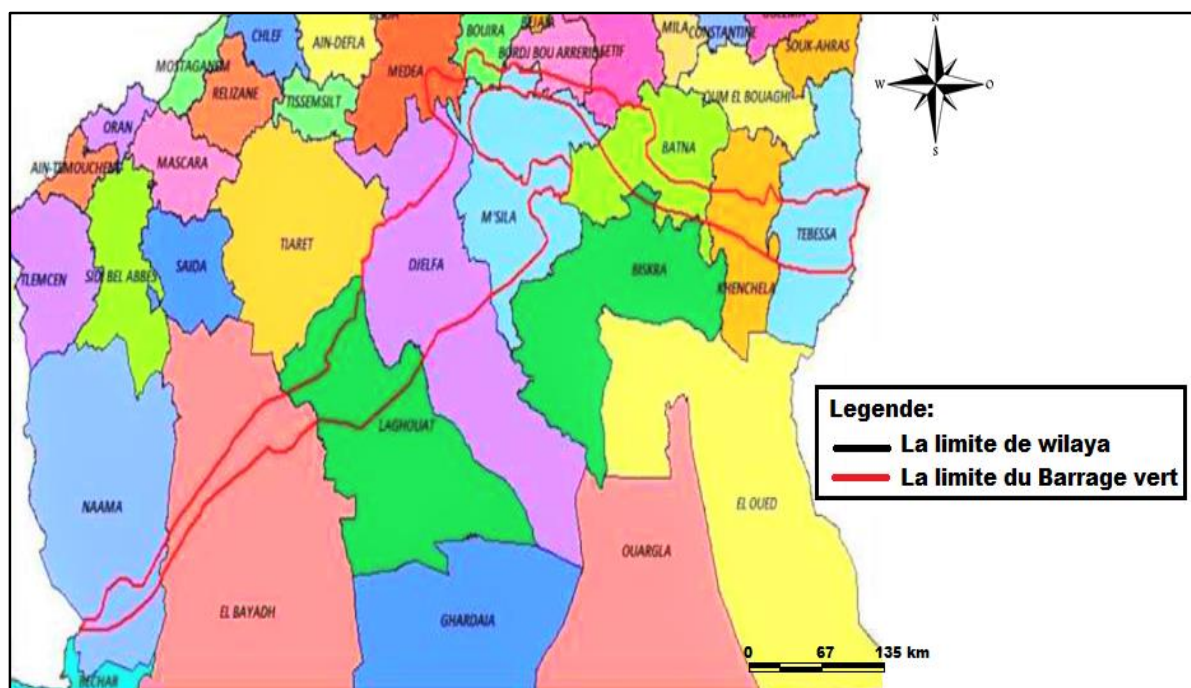 BOUIRA
MILA
CONSTANTINE
CHLEF
AIN-DEFLA
BORDJ BOU ARRERIDJ
SETIF
SOUK-AHRAS
MOSTAGANEM
MEDEA
RELIZANE
TISSEMSILT
OUM EL BOUAGHI
ORAN
MASCARA
BATNA
N
W
O
S
M'SILA
TIARET
DJELFA
TEBESSA
SAIDA
TLEMCEN
SIDI BEL ABBES
BISKRA
KHENCHELA
LAGHOUAT
NAAMA
EL OUED
OUARGLA
EL BAYADH
GHARDAIA
BECHAR
Legende:
La limite de wilaya
La limite du Barrage vert
0 67 135 km